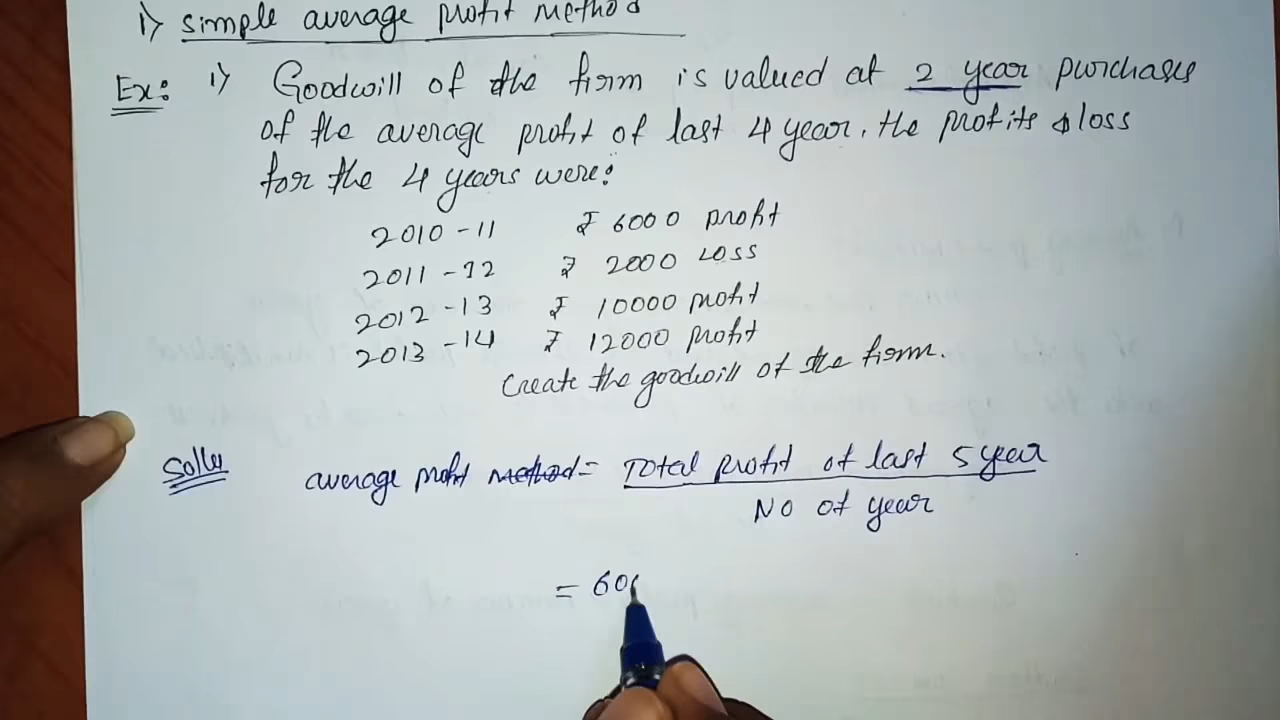 1) simple average profit method
Ex: 1) Goodwill of the firm is valued at 2 year purchases
of the average profit of last 4 year. the profits & loss
for the 4 years were:
2010-11 ₹ 6000 profit
2011-12 ₹ 2000 Loss
2012-13 ₹ 10000 profit
2013-14 ₹ 12000 profit
Create the goodwill of the firm.
average profit method = Total profit of last 5 year
No of year
= 600